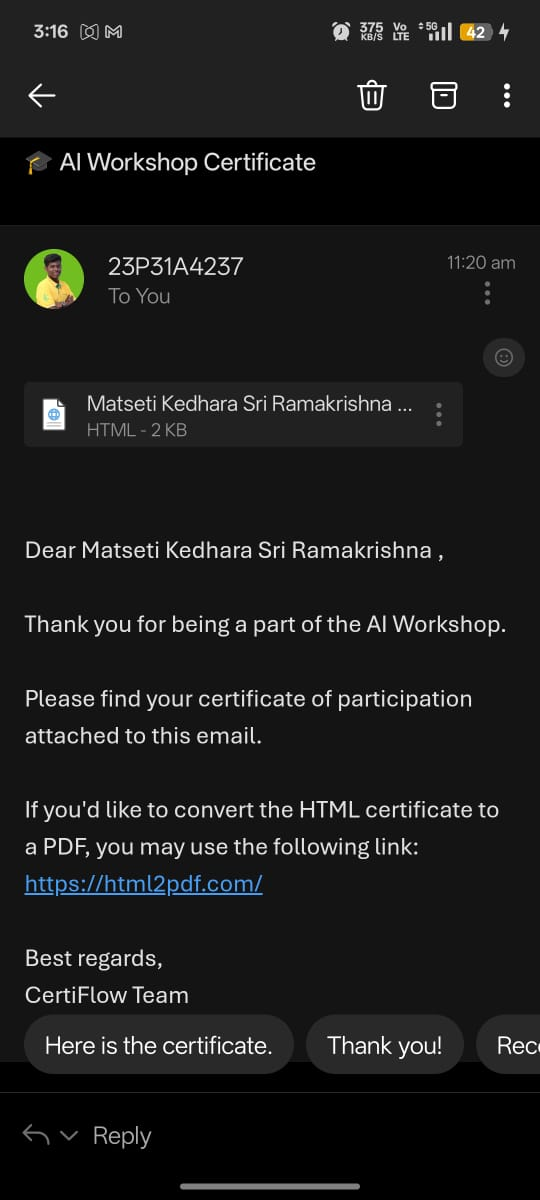 3:16 375 KB/S Vo LTE 5G 42
🎓 AI Workshop Certificate
23P31A4237
11:20 am
To You
Matseti Kedhara Sri Ramakrishna ...
HTML - 2 KB
Dear Matseti Kedhara Sri Ramakrishna ,
Thank you for being a part of the AI Workshop.
Please find your certificate of participation
attached to this email.
If you'd like to convert the HTML certificate to
a PDF, you may use the following link:
https://html2pdf.com/
Best regards,
CertiFlow Team
Here is the certificate. Thank you! Rec
Reply